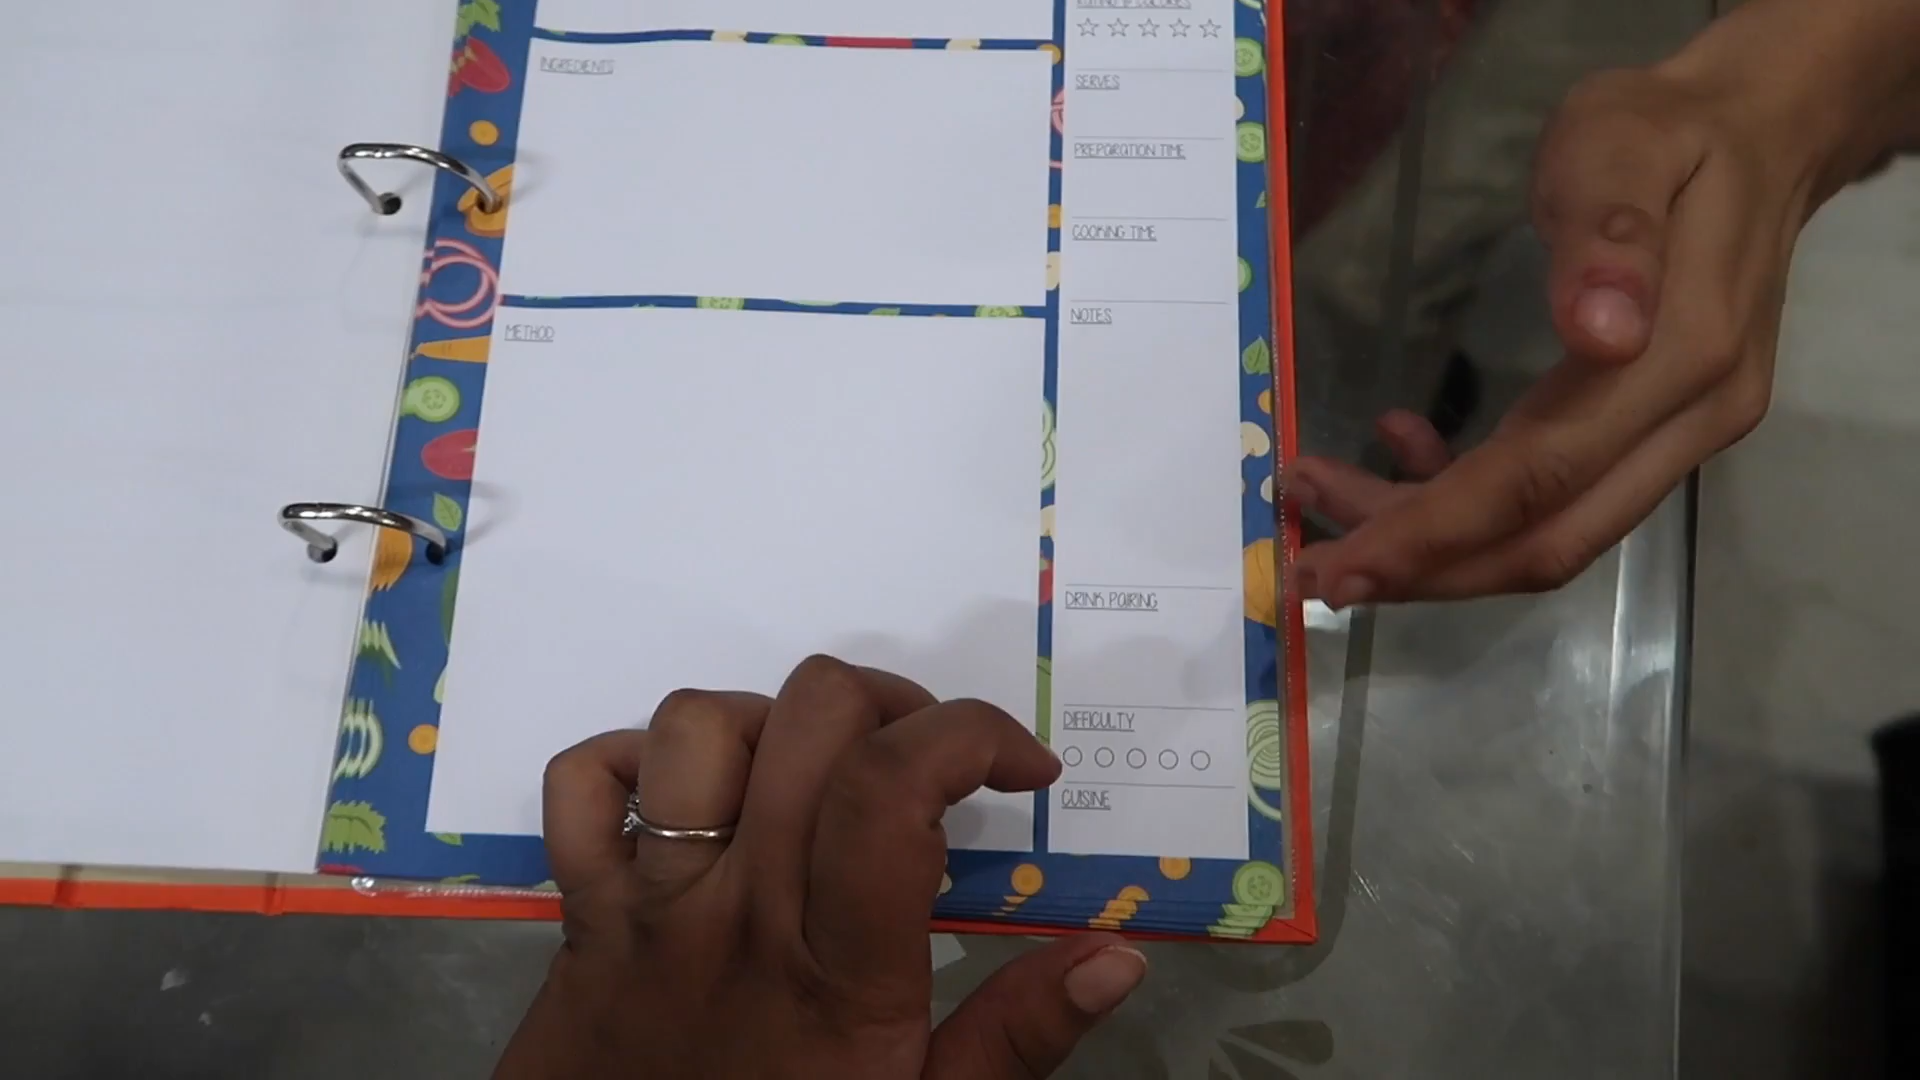 INGREDIENTS
METHOD
SERVES
PREPARATION TIME
COOKING TIME
NOTES
DRINK PAIRING
DIFFICULTY
CUISINE